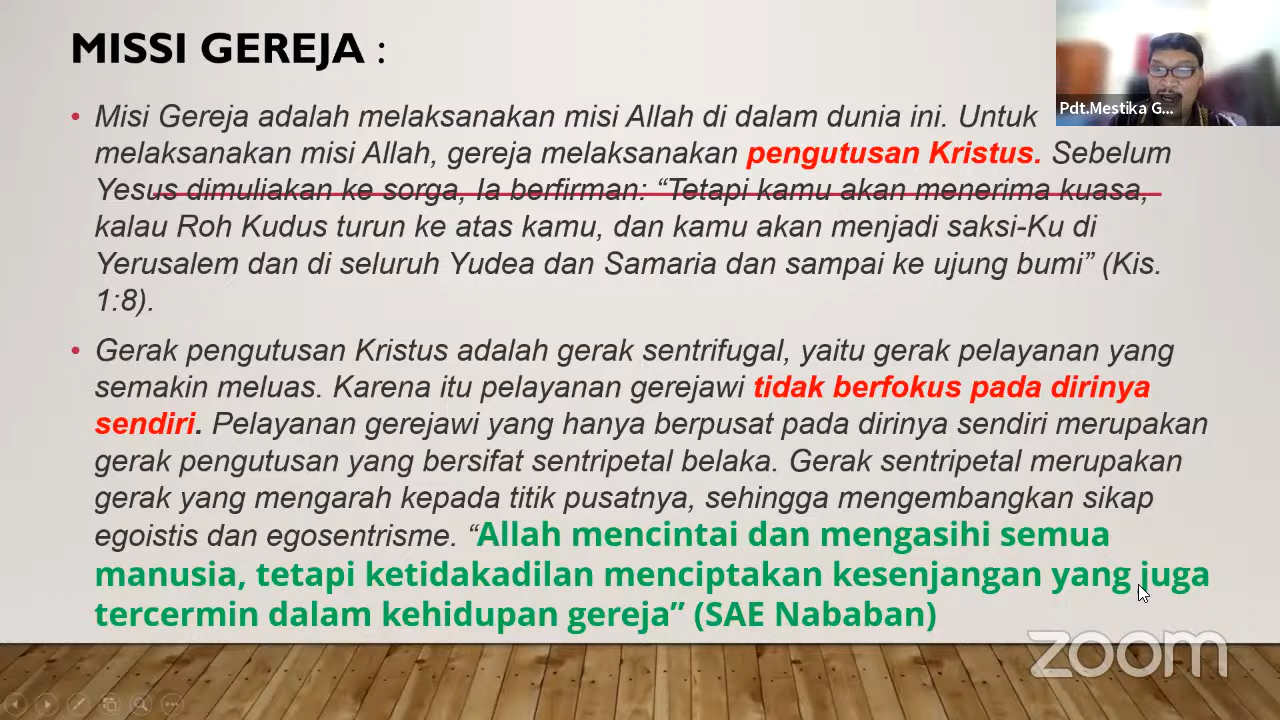 MISSI GEREJA :
Pdt.Mestika G...
• Misi Gereja adalah melaksanakan misi Allah di dalam dunia ini. Untuk
melaksanakan misi Allah, gereja melaksanakan pengutusan Kristus. Sebelum
Yesus dimuliakan ke sorga, Ia berfirman: “Tetapi kamu akan menerima kuasa,
kalau Roh Kudus turun ke atas kamu, dan kamu akan menjadi saksi-Ku di
Yerusalem dan di seluruh Yudea dan Samaria dan sampai ke ujung bumi” (Kis.
1:8).
• Gerak pengutusan Kristus adalah gerak sentrifugal, yaitu gerak pelayanan yang
semakin meluas. Karena itu pelayanan gerejawi tidak berfokus pada dirinya
sendiri. Pelayanan gerejawi yang hanya berpusat pada dirinya sendiri merupakan
gerak pengutusan yang bersifat sentripetal belaka. Gerak sentripetal merupakan
gerak yang mengarah kepada titik pusatnya, sehingga mengembangkan sikap
egoistis dan egosentrisme. “Allah mencintai dan mengasihi semua
manusia, tetapi ketidakadilan menciptakan kesenjangan yang juga
tercermin dalam kehidupan gereja” (SAE Nababan)
zoom